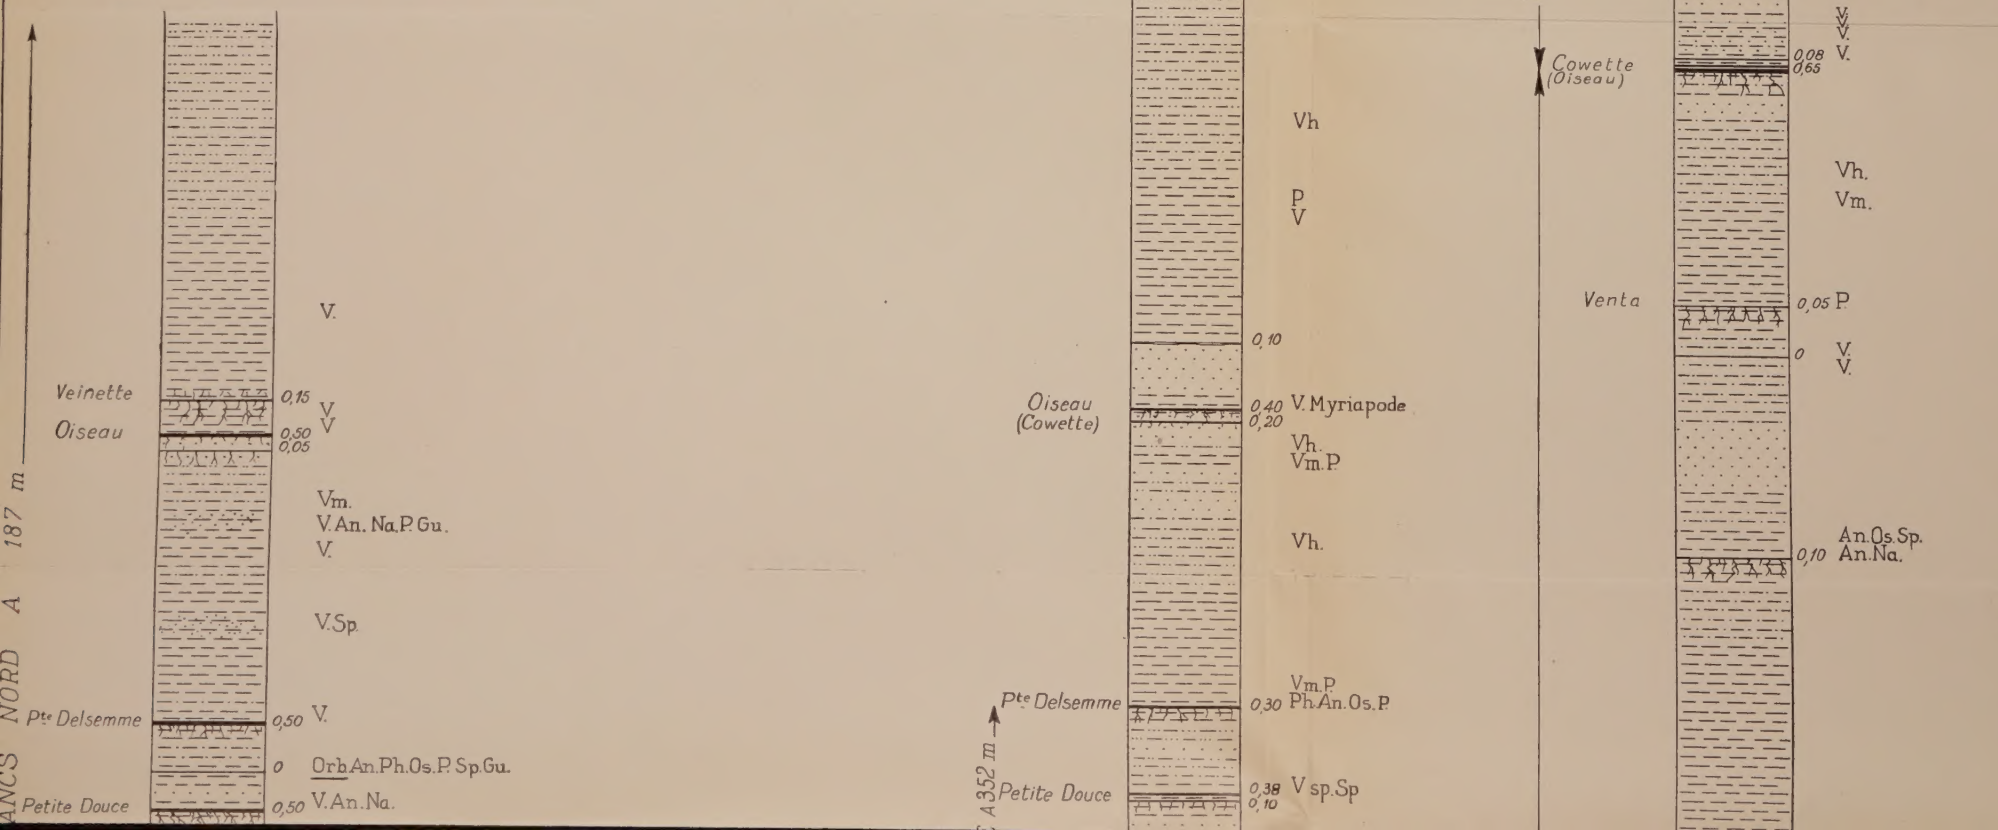 ANCS NORD A 187 m
V.
Veinette
0,15
V.
V
Oiseau
0,50
0,05
Vm.
V.An.Na.P.Gu.
V.
V.Sp.
Pte Delsemme
0,50 V.
0 Orb.An.Ph.Os.P.Sp.Gu.
Petite Douce
0,50 V.An.Na.
Vh
P
V
0,10
Oiseau
(Cowette)
0,40 V. Myriapode
0,20
Vh.
Vm.P.
Vh.
Vm.P.
Pte Delsemme
0,30 Ph.An.Os.P.
A 352 m
Petite Douce
0,38 V sp.Sp
0,10
V.
V.
V.
0,08 V.
0,65
Cowette
(Oiseau)
Vh.
Vm.
Venta
0,05 P.
0 V.
V.
An.Os.Sp.
0,10 An.Na.